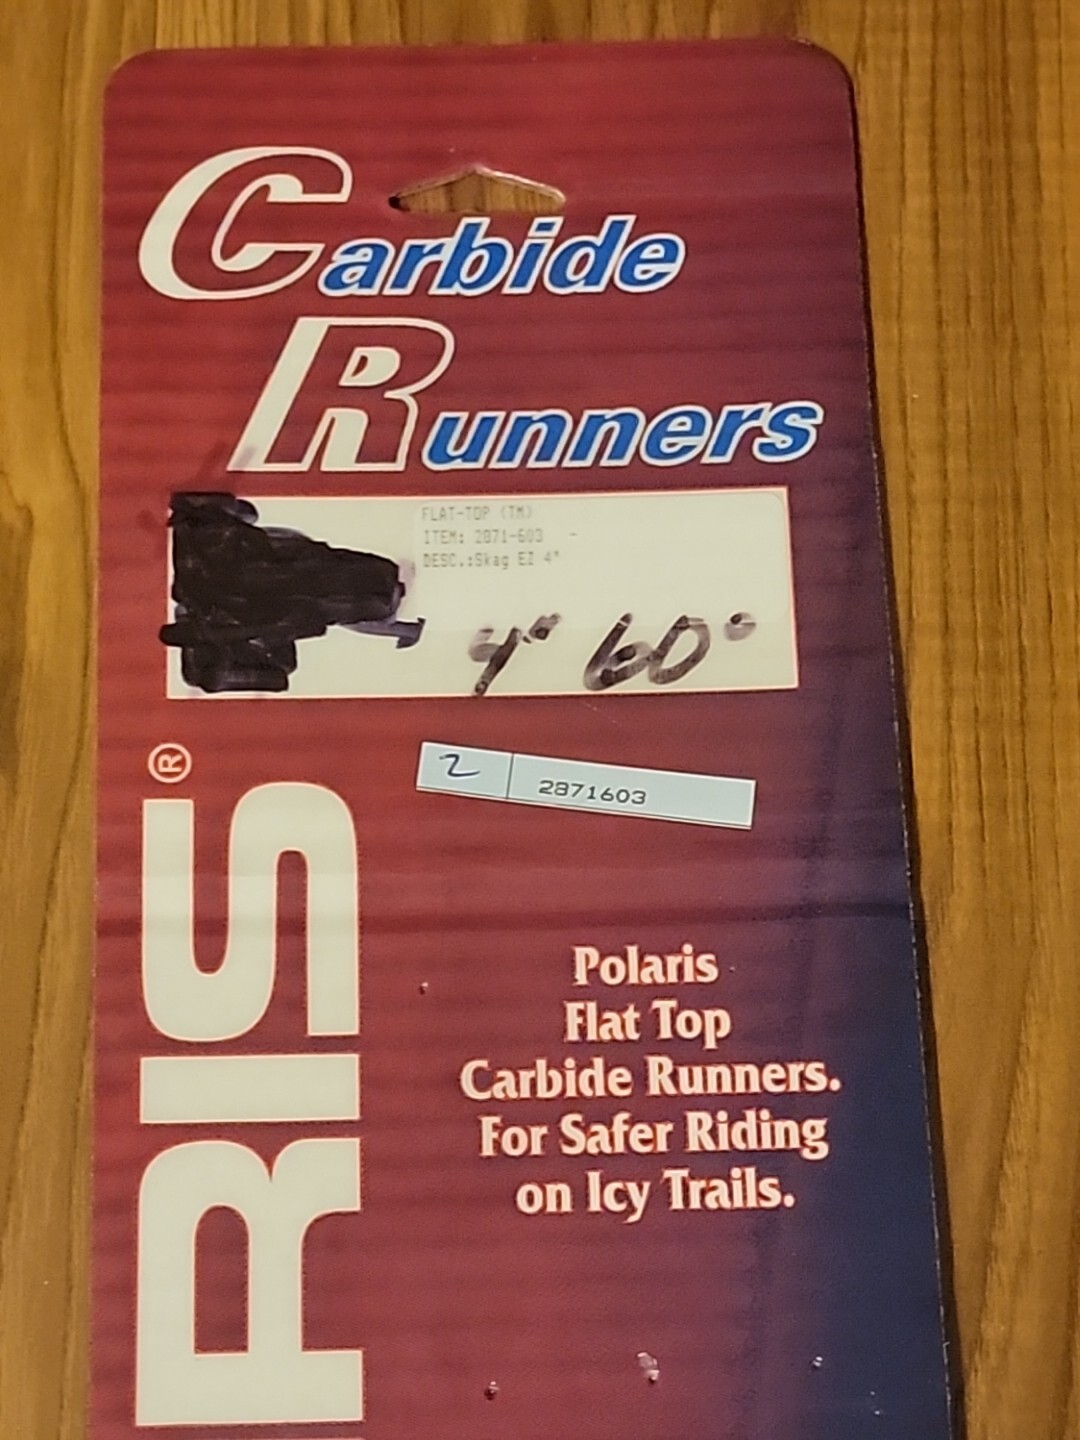 Carbide
Runners
FLAT-TOP (TM)
ITEM: 2871-603 -
DESC.:Skag EZ 4"
4" 60°
2 2871603
RIS®
Polaris
Flat Top
Carbide Runners.
For Safer Riding
on Icy Trails.